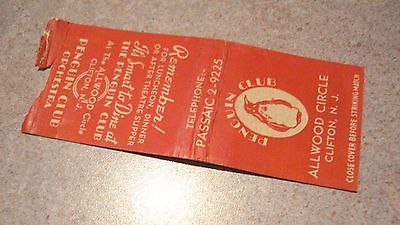 PENGUIN CLUB
ALLWOOD CIRCLE
CLIFTON, N. J.
CLOSE COVER BEFORE STRIKING MATCH
TELEPHONE:-
PASSAIC 2-9225
Remember!
FOR LUNCHEON, DINNER
OR AFTER THEATRE SUPPER
It's Smart to Dine at
THE PENGUIN CLUB
At The ALLWOOD Circle
CLIFTON, N.J.
PENGUIN CLUB
ORCHESTRA